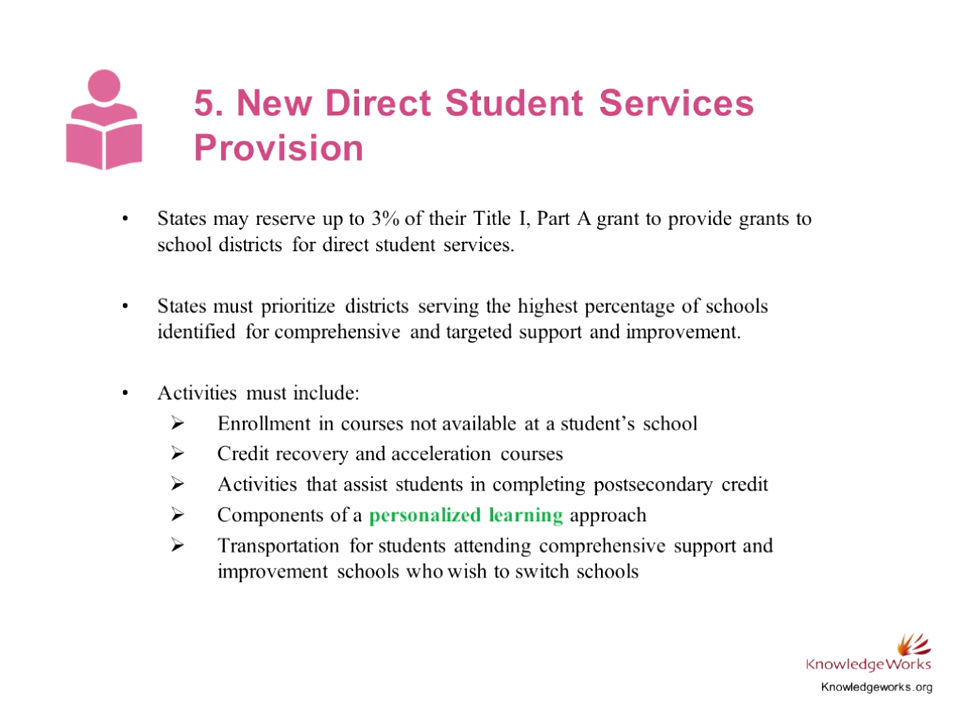 5. New Direct Student Services
Provision
• States may reserve up to 3% of their Title I, Part A grant to provide grants to
school districts for direct student services.
• States must prioritize districts serving the highest percentage of schools
identified for comprehensive and targeted support and improvement.
• Activities must include:
➢ Enrollment in courses not available at a student’s school
➢ Credit recovery and acceleration courses
➢ Activities that assist students in completing postsecondary credit
➢ Components of a personalized learning approach
➢ Transportation for students attending comprehensive support and
improvement schools who wish to switch schools
KnowledgeWorks
Knowledgeworks.org